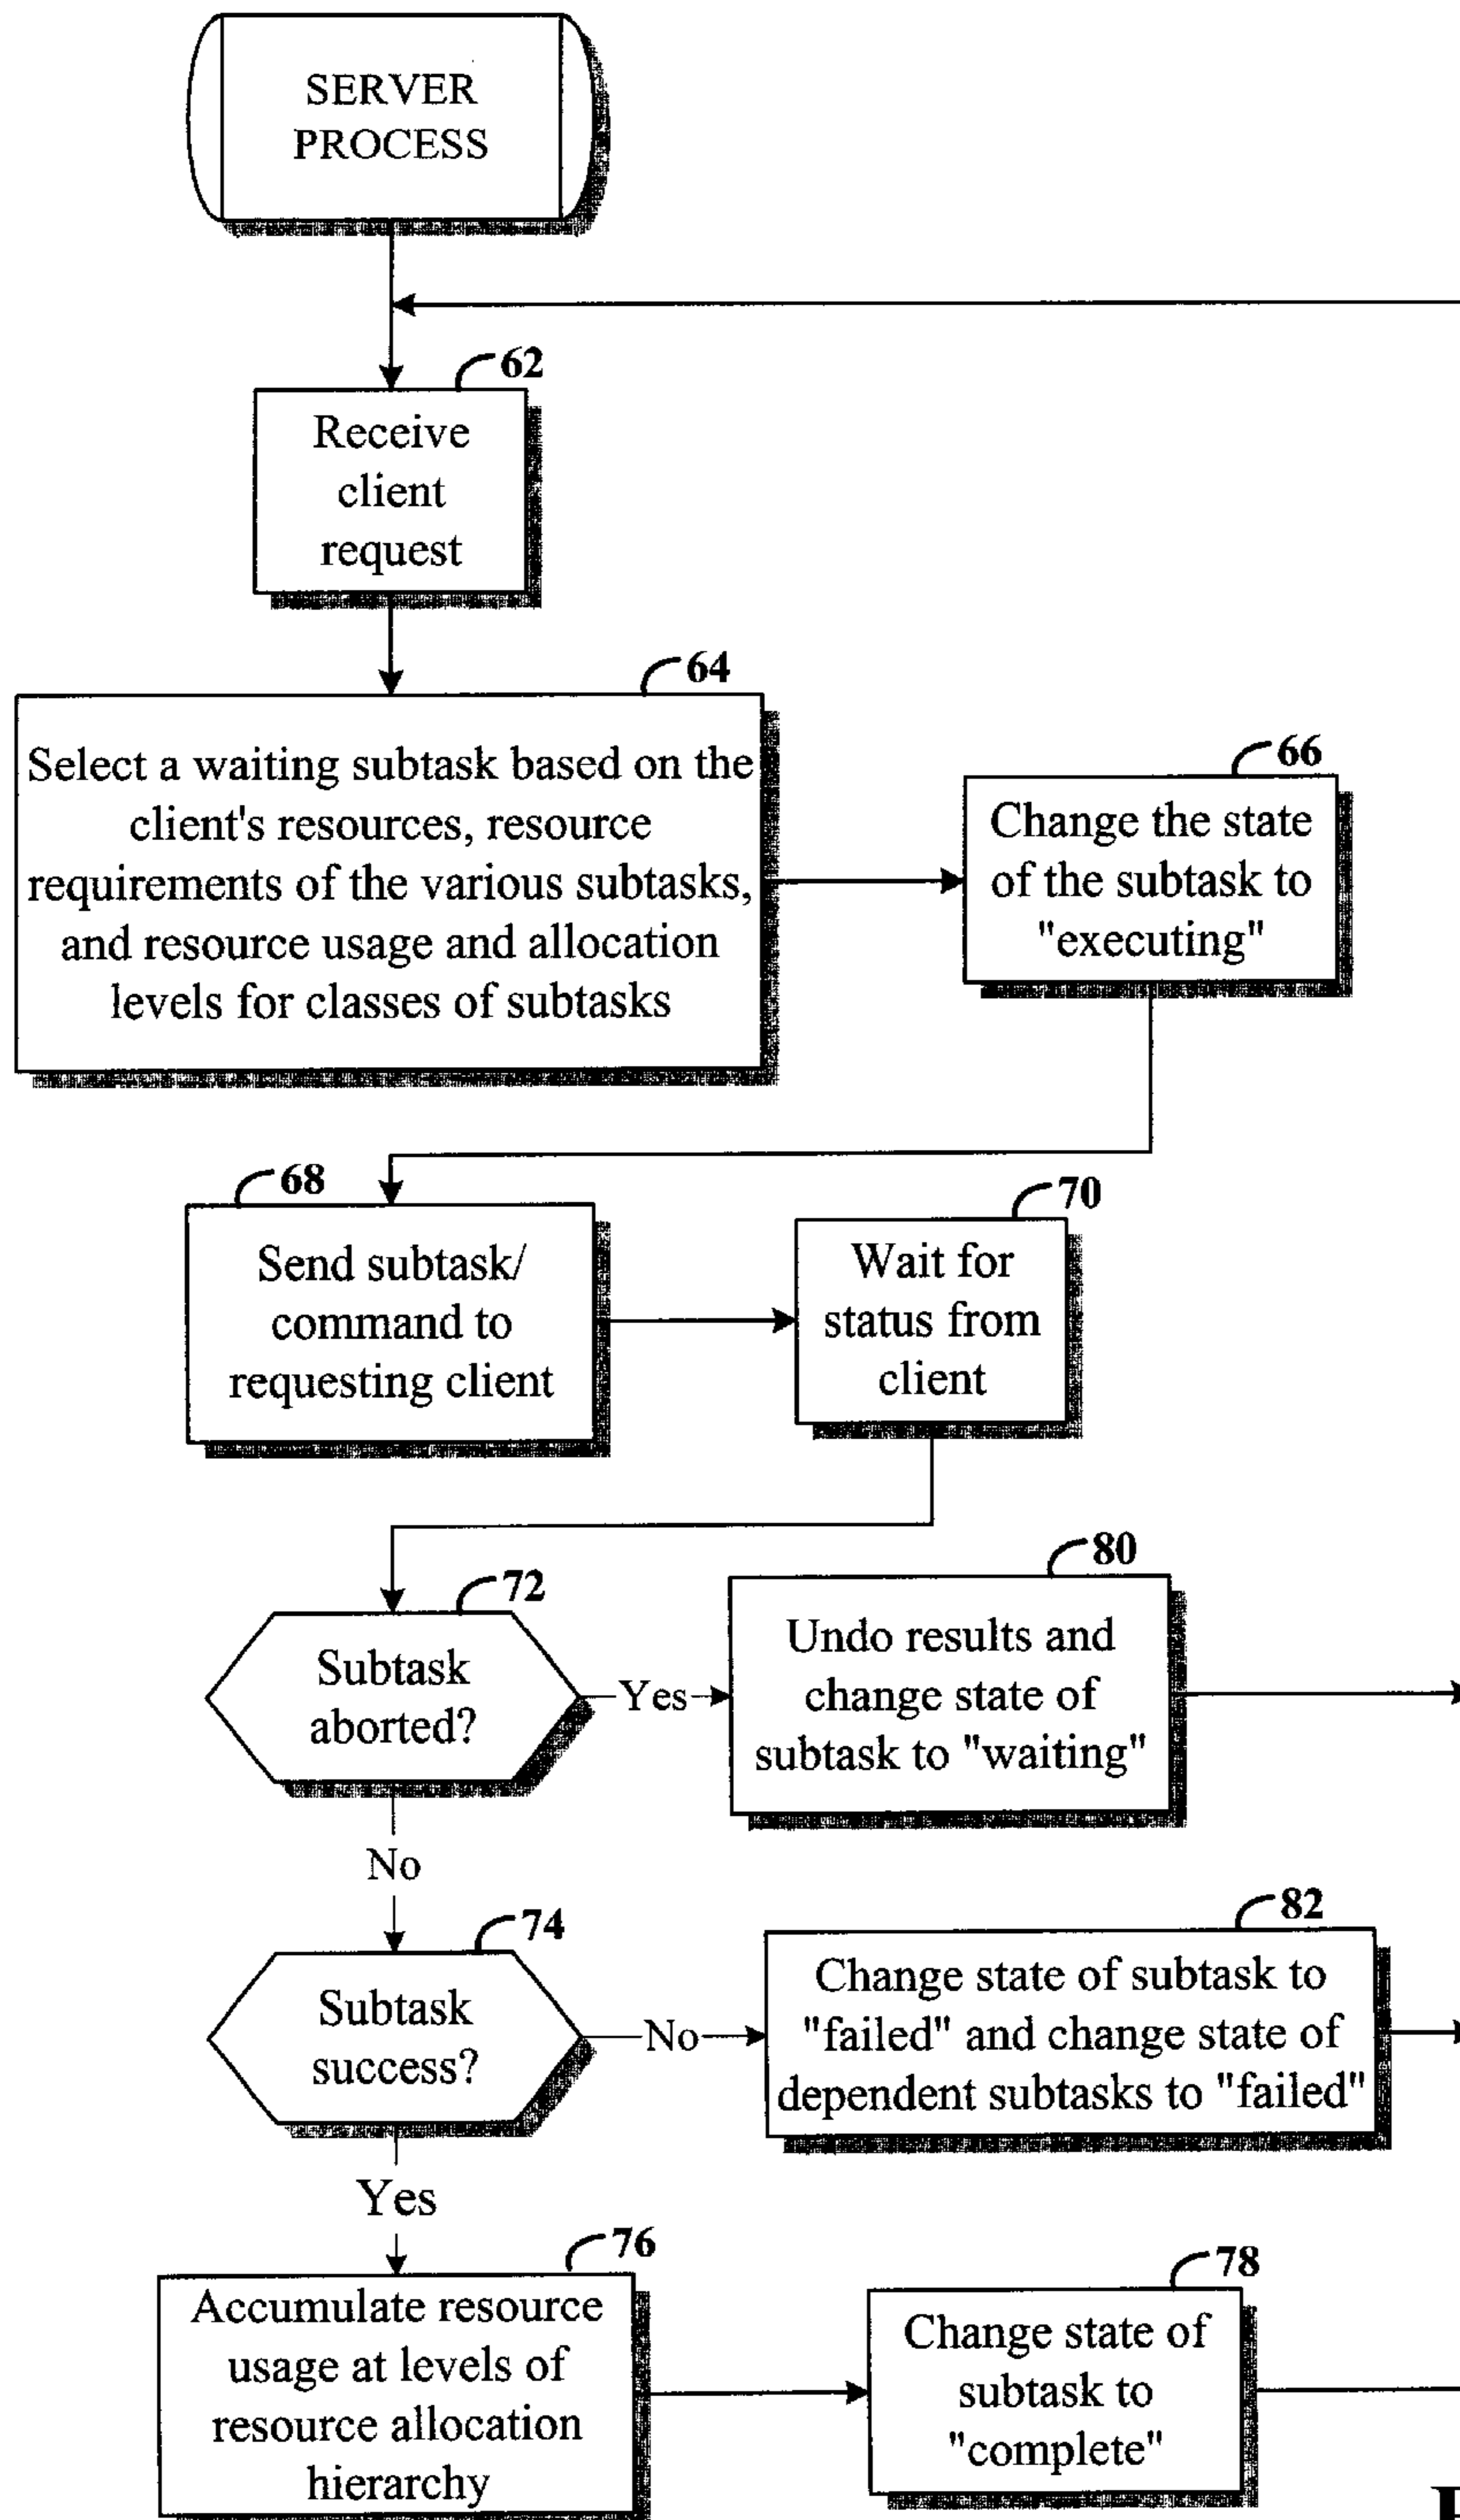 SERVER
PROCESS
62
Receive
client
request
64
Select a waiting subtask based on the
client's resources, resource
requirements of the various subtasks,
and resource usage and allocation
levels for classes of subtasks
66
Change the state
of the subtask to
"executing"
68
Send subtask/
command to
requesting client
70
Wait for
status from
client
72
Subtask
aborted?
Yes
80
Undo results and
change state of
subtask to "waiting"
No
74
Subtask
success?
No
82
Change state of subtask to
"failed" and change state of
dependent subtasks to "failed"
Yes
76
Accumulate resource
usage at levels of
resource allocation
hierarchy
78
Change state of
subtask to
"complete"